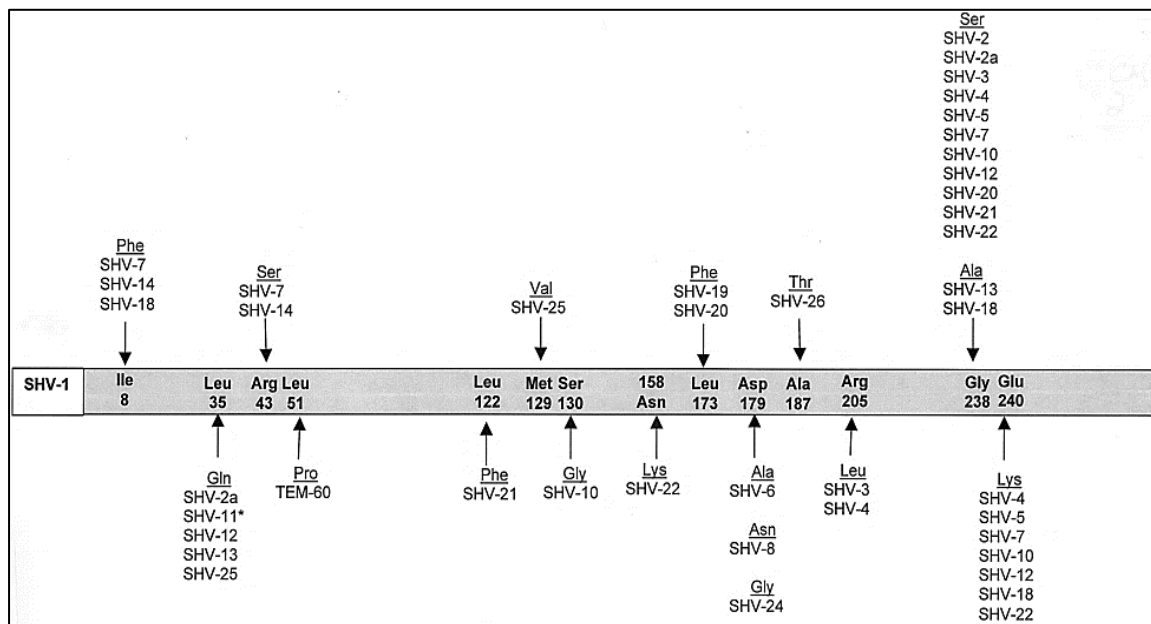 Ser
SHV-2
SHV-2a
SHV-3
SHV-4
SHV-5
SHV-7
SHV-10
SHV-12
SHV-20
SHV-21
SHV-22
Phe
SHV-7
SHV-14
SHV-18
Ser
SHV-7
SHV-14
Val
SHV-25
Phe
SHV-19
SHV-20
Thr
SHV-26
Ala
SHV-13
SHV-18
SHV-1
Ile
8
Leu
35
Arg
43
Leu
51
Leu
122
Met
129
Ser
130
158
Asn
Leu
173
Asp
179
Ala
187
Arg
205
Gly
238
Glu
240
Gln
SHV-2a
SHV-11*
SHV-12
SHV-13
SHV-25
Pro
TEM-60
Phe
SHV-21
Gly
SHV-10
Lys
SHV-22
Ala
SHV-6
Asn
SHV-8
Gly
SHV-24
Leu
SHV-3
SHV-4
Lys
SHV-4
SHV-5
SHV-7
SHV-10
SHV-12
SHV-18
SHV-22